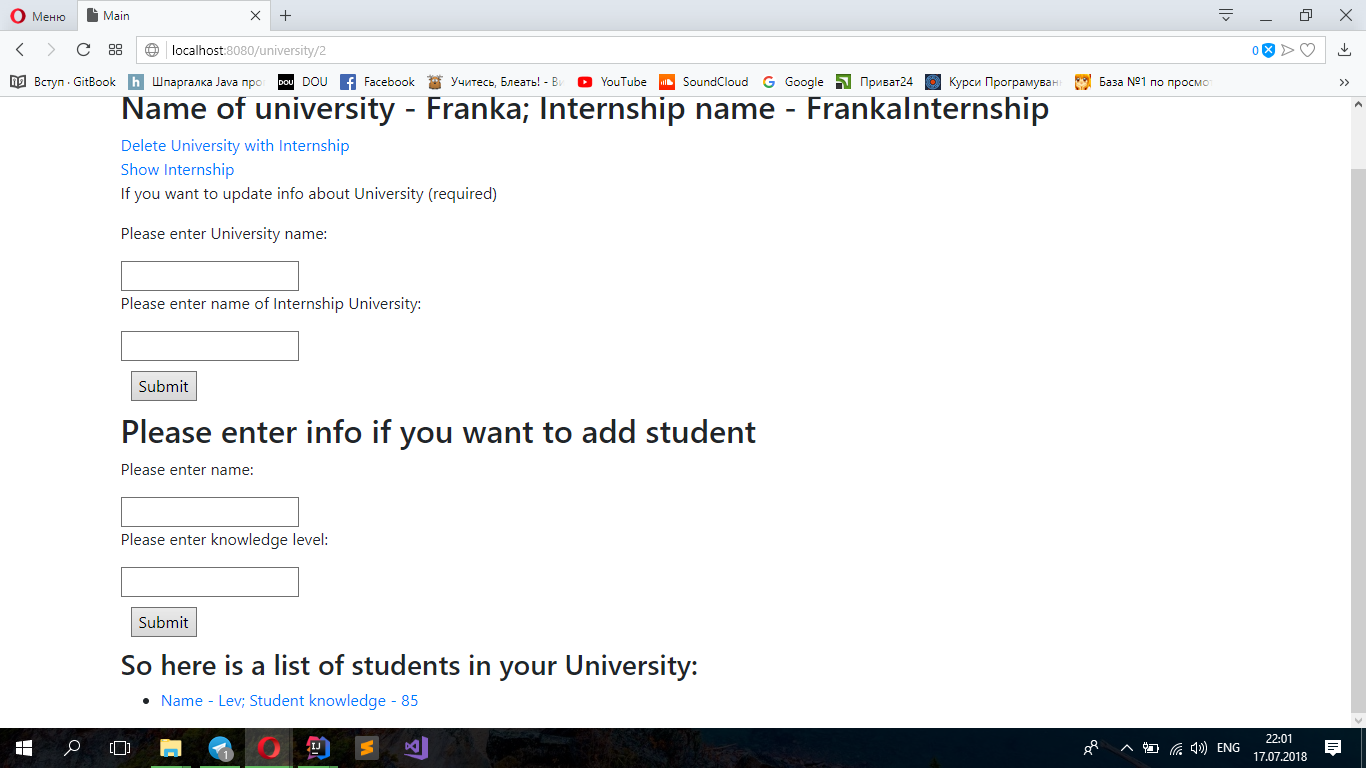 Меню
Main
localhost:8080/university/2
0
Вступ · GitBook
Шпаргалка Java про
DOU
DOU
Facebook
Учитесь, Блеать! - Ви
YouTube
SoundCloud
Google
Приват24
Курси Програмуван
База №1 по просмот
Name of university - Franka; Internship name - FrankaInternship
Delete University with Internship
Show Internship
If you want to update info about University (required)
Please enter University name:
Please enter name of Internship University:
Submit
Please enter info if you want to add student
Please enter name:
Please enter knowledge level:
Submit
So here is a list of students in your University:
Name - Lev; Student knowledge - 85
1
IJ
ENG
22:01
17.07.2018